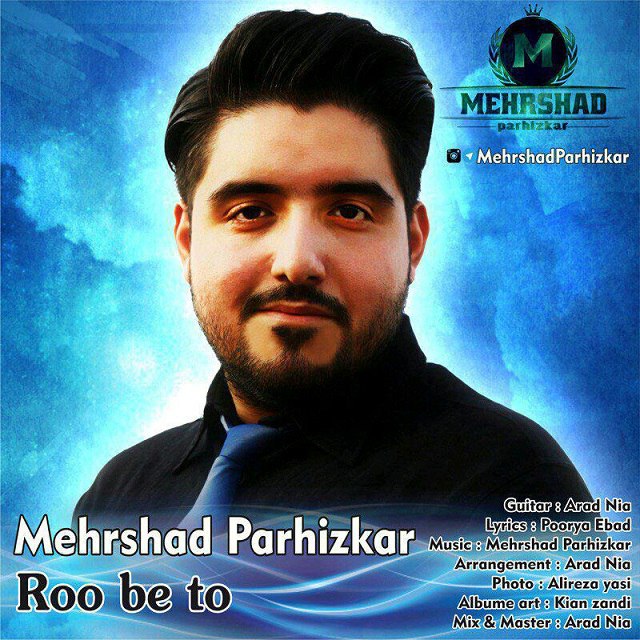 M
MEHRSHAD
parhizkar
MehrshadParhizkar
Guitar : Arad Nia
Lyrics : Poorya Ebad
Mehrshad Parhizkar
Music : Mehrshad Parhizkar
Arrangement : Arad Nia
Roo be to
Photo : Alireza yasi
Albume art : Kian zandi
Mix & Master : Arad Nia